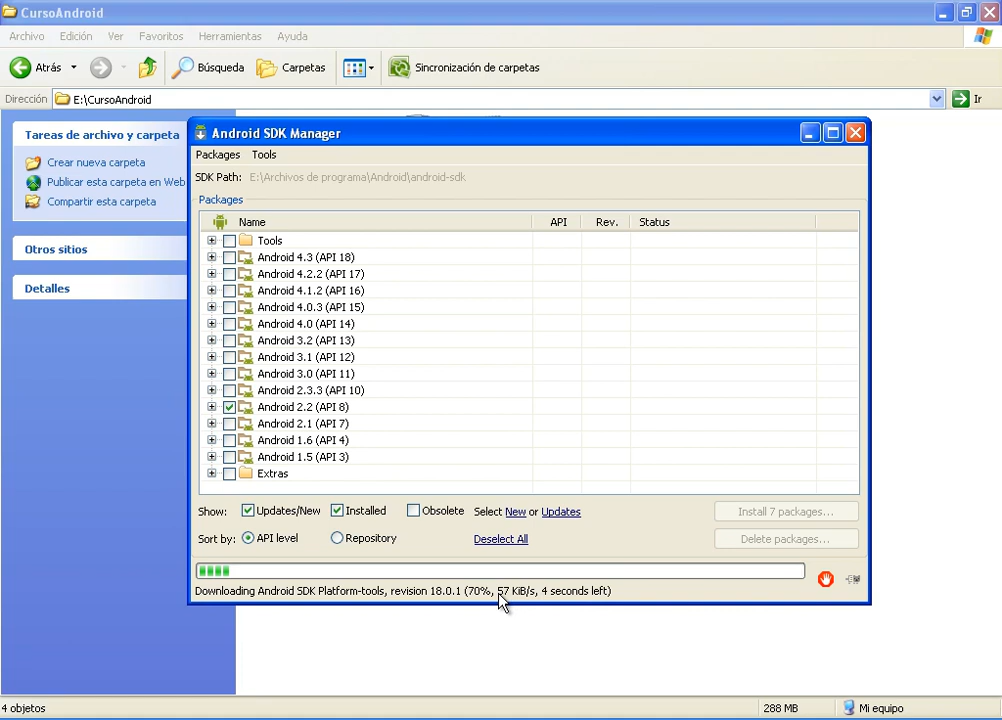 CursoAndroid
Archivo Edición Ver Favoritos Herramientas Ayuda
Atrás Búsqueda Carpetas Sincronización de carpetas
Dirección E:\CursoAndroid Ir
Tareas de archivo y carpeta
Crear nueva carpeta
Publicar esta carpeta en Web
Compartir esta carpeta
Otros sitios
Detalles
Android SDK Manager
Packages Tools
SDK Path: E:\Archivos de programa\Android\android-sdk
Packages
Name API Rev. Status
Tools
Android 4.3 (API 18)
Android 4.2.2 (API 17)
Android 4.1.2 (API 16)
Android 4.0.3 (API 15)
Android 4.0 (API 14)
Android 3.2 (API 13)
Android 3.1 (API 12)
Android 3.0 (API 11)
Android 2.3.3 (API 10)
Android 2.2 (API 8)
Android 2.1 (API 7)
Android 1.6 (API 4)
Android 1.5 (API 3)
Extras
Show: Updates/New Installed Obsolete Select New or Updates Install 7 packages...
Sort by: API level Repository Deselect All Delete packages...
Downloading Android SDK Platform-tools, revision 18.0.1 (70%, 57 KiB/s, 4 seconds left)
4 objetos 288 MB Mi equipo